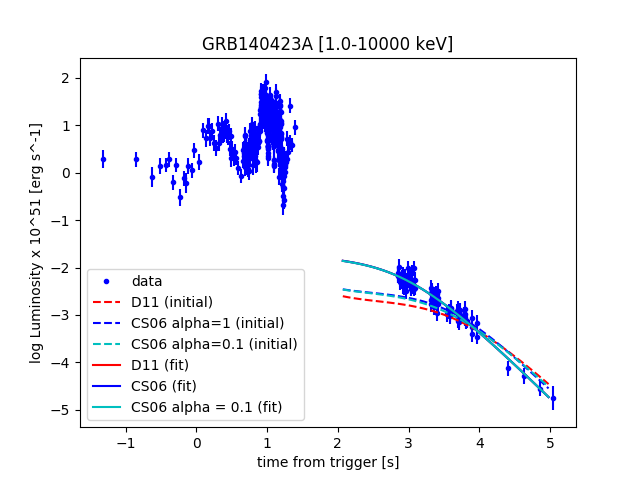 GRB140423A [1.0-10000 keV]
log Luminosity x 10^51 [erg s^-1]
2
1
0
−1
−2
−3
−4
−5
data
D11 (initial)
CS06 alpha=1 (initial)
CS06 alpha=0.1 (initial)
D11 (fit)
CS06 (fit)
CS06 alpha = 0.1 (fit)
−1
0
1
2
3
4
5
time from trigger [s]